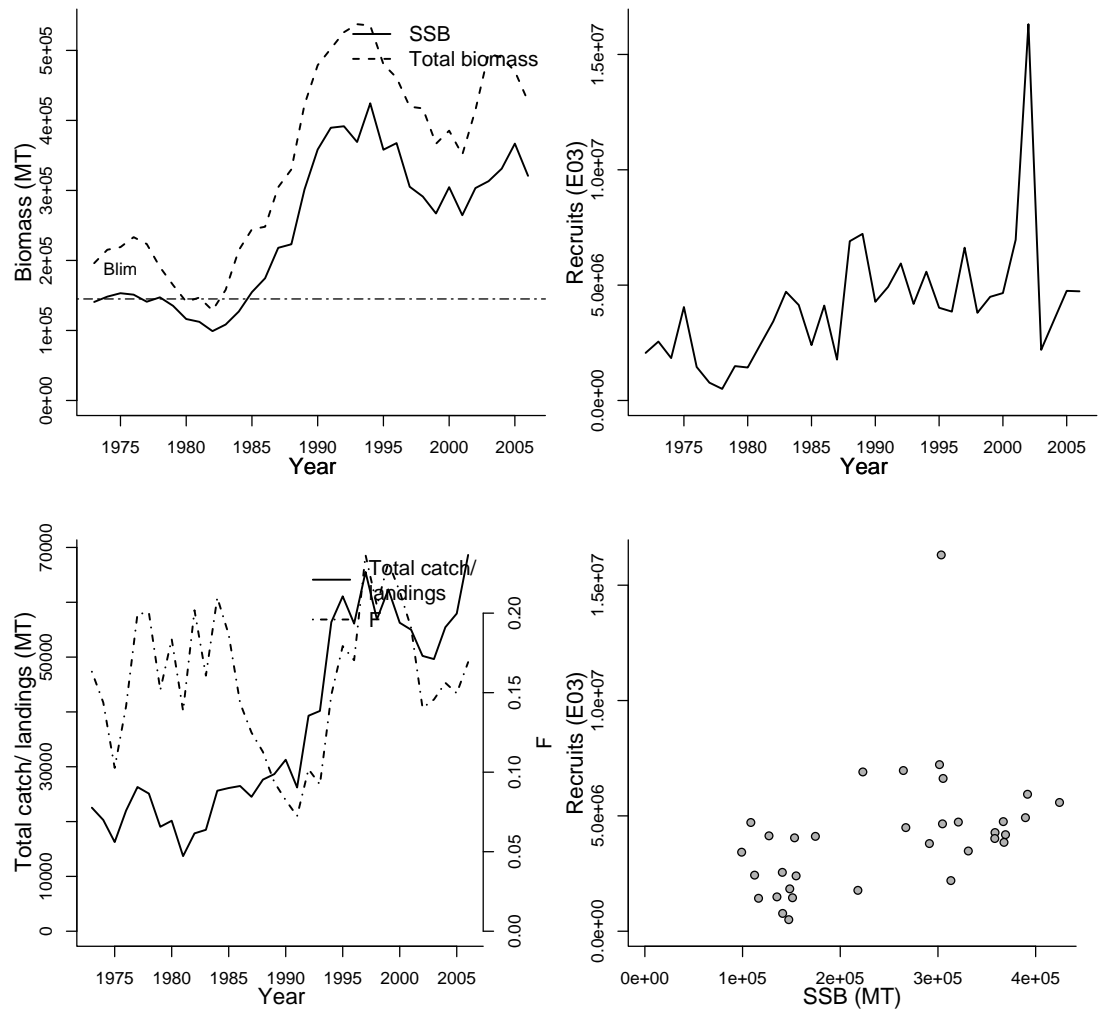 SSB
Total biomass
Blim
Biomass (MT)
0e+00
1e+05
2e+05
3e+05
4e+05
5e+05
1975 1980 1985 1990 1995 2000 2005
Year
Recruits (E03)
0.0e+00
5.0e+06
1.0e+07
1.5e+07
1975 1980 1985 1990 1995 2000 2005
Year
Total catch/
landings
F
Total catch/ landings (MT)
0
10000
30000
50000
70000
0.00
0.05
0.10
0.15
0.20
F
1975 1980 1985 1990 1995 2000 2005
Year
Recruits (E03)
0.0e+00
5.0e+06
1.0e+07
1.5e+07
0e+00 1e+05 2e+05 3e+05 4e+05
SSB (MT)